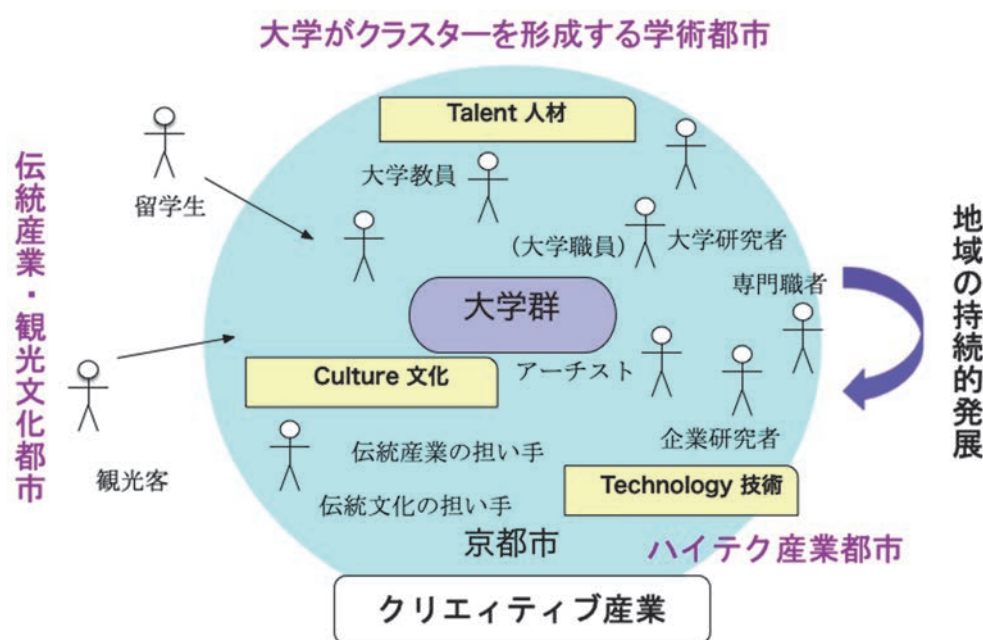 大学がクラスターを形成する学術都市
Talent 人材
伝統産業・観光文化都市
留学生
大学教員
(大学職員)
大学研究者
専門職者
地域の持続的発展
大学群
アーチスト
Culture 文化
企業研究者
観光客
伝統産業の担い手
伝統文化の担い手
Technology 技術
京都市
ハイテク産業都市
クリエィティブ産業